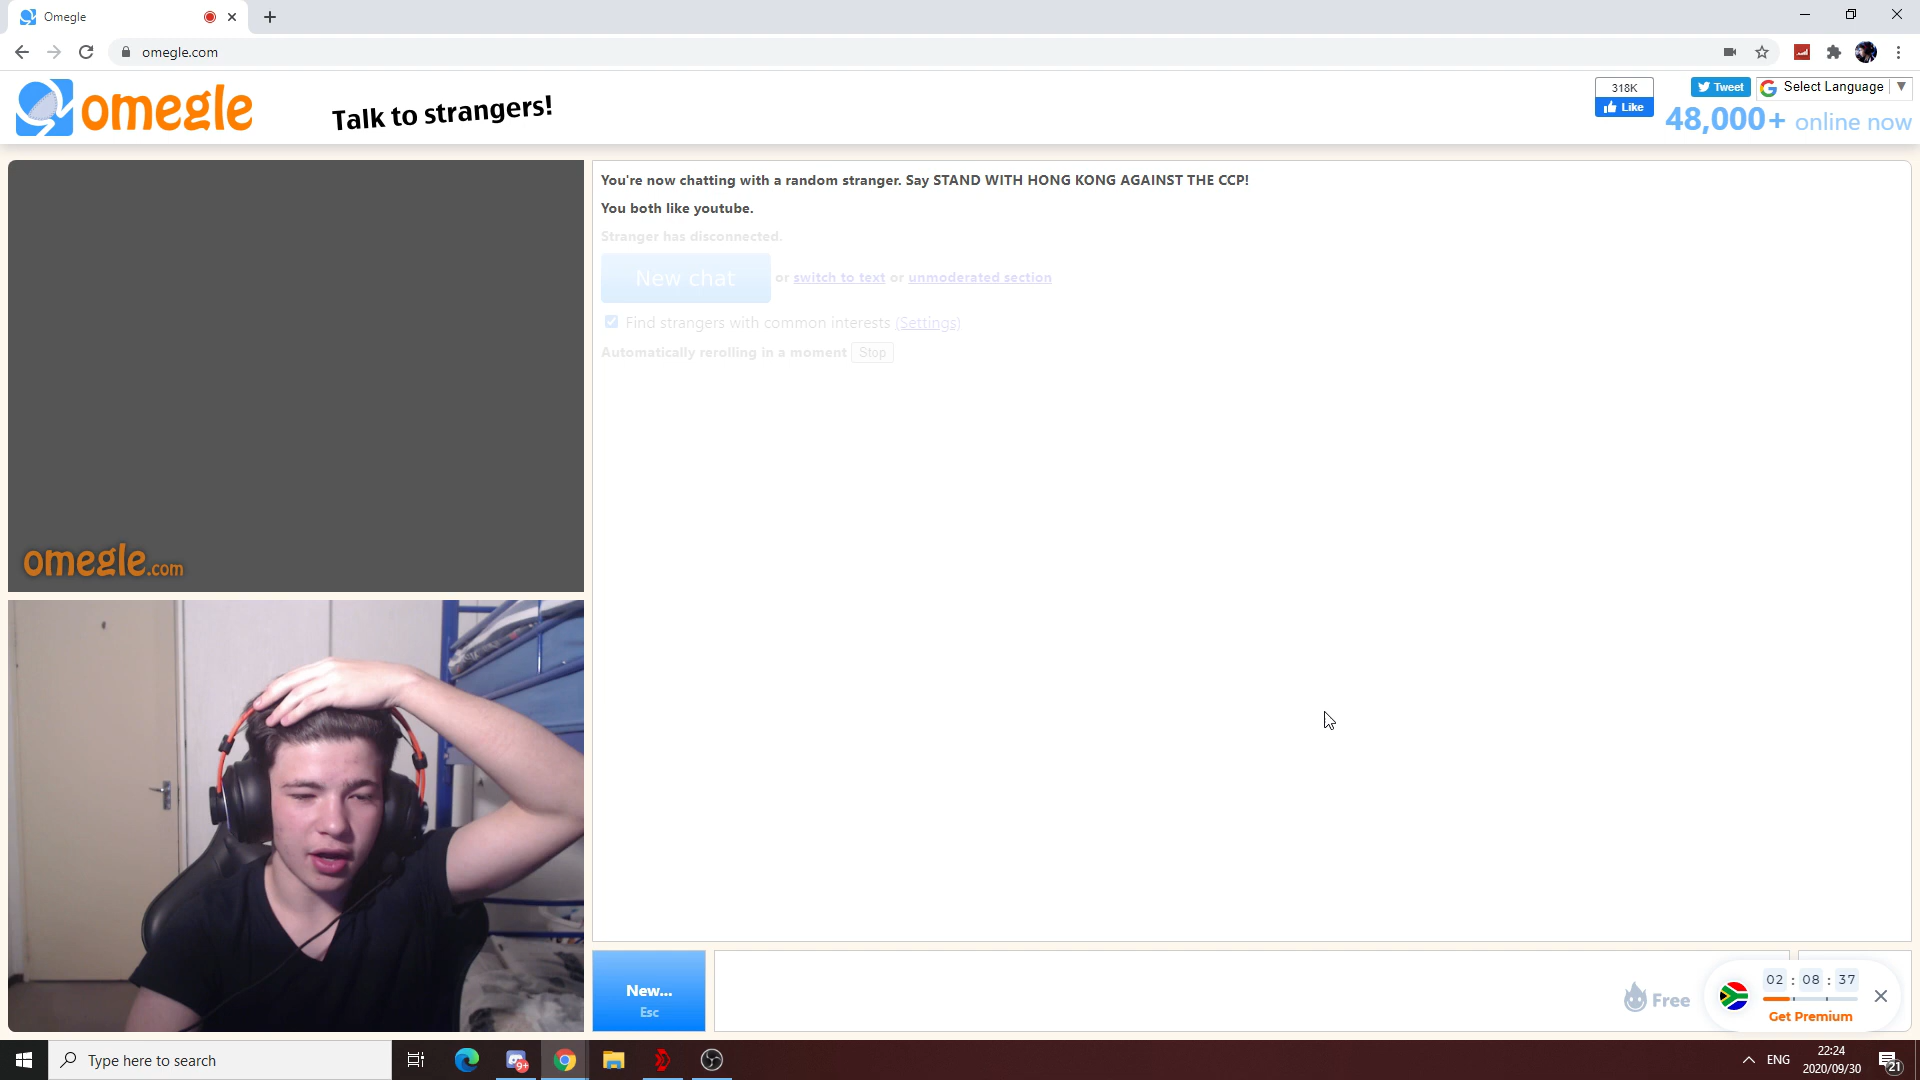 Omegle
omegle.com
omegle
Talk to strangers!
318K
Like
Tweet
Select Language
48,000+ online now
You're now chatting with a random stranger. Say STAND WITH HONG KONG AGAINST THE CCP!
You both like youtube.
Stranger has disconnected.
New chat or switch to text or unmoderated section
Find strangers with common interests (Settings)
Automatically rerolling in a moment Stop
omegle.com
New...
Esc
Free
02 : 08 : 37
Get Premium
Type here to search
9+
ENG
22:24
2020/09/30
21